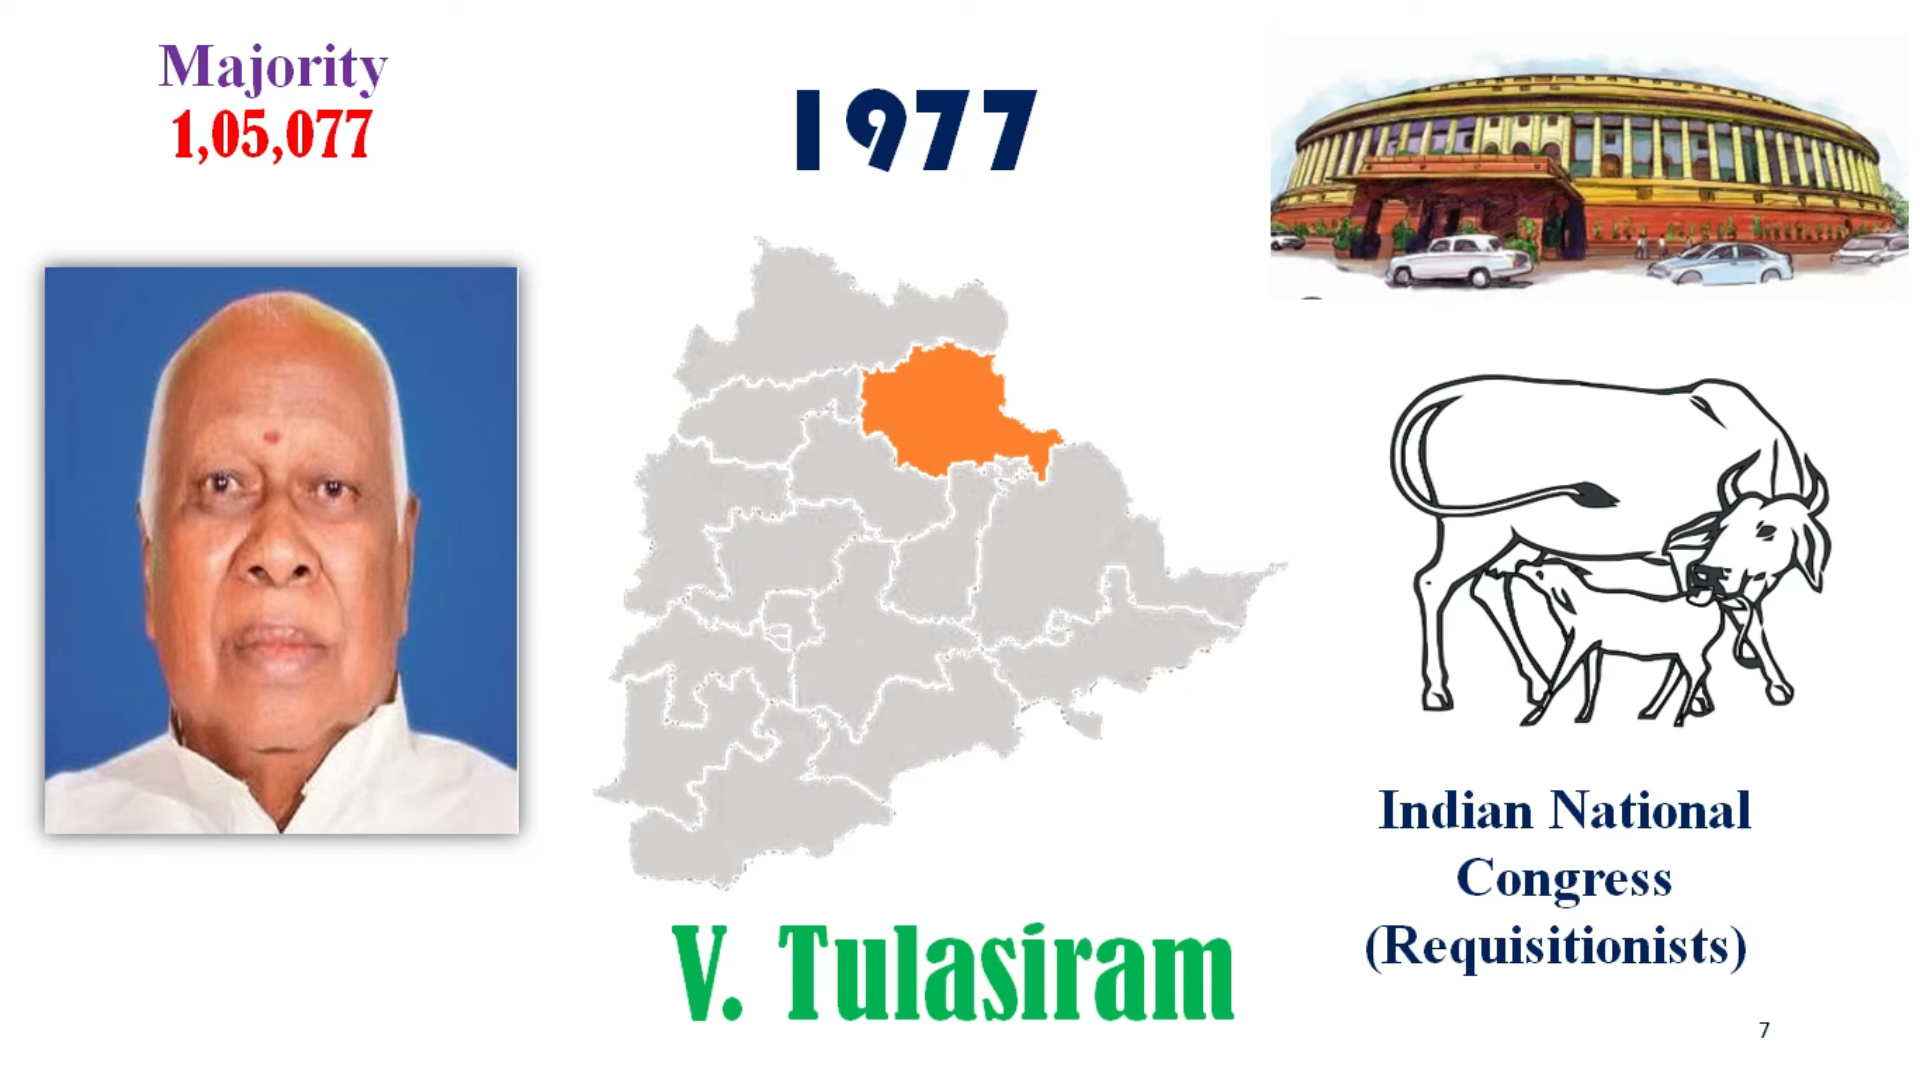 Majority
1,05,077
1977
V. Tulasiram
Indian National
Congress
(Requisitionists)
7